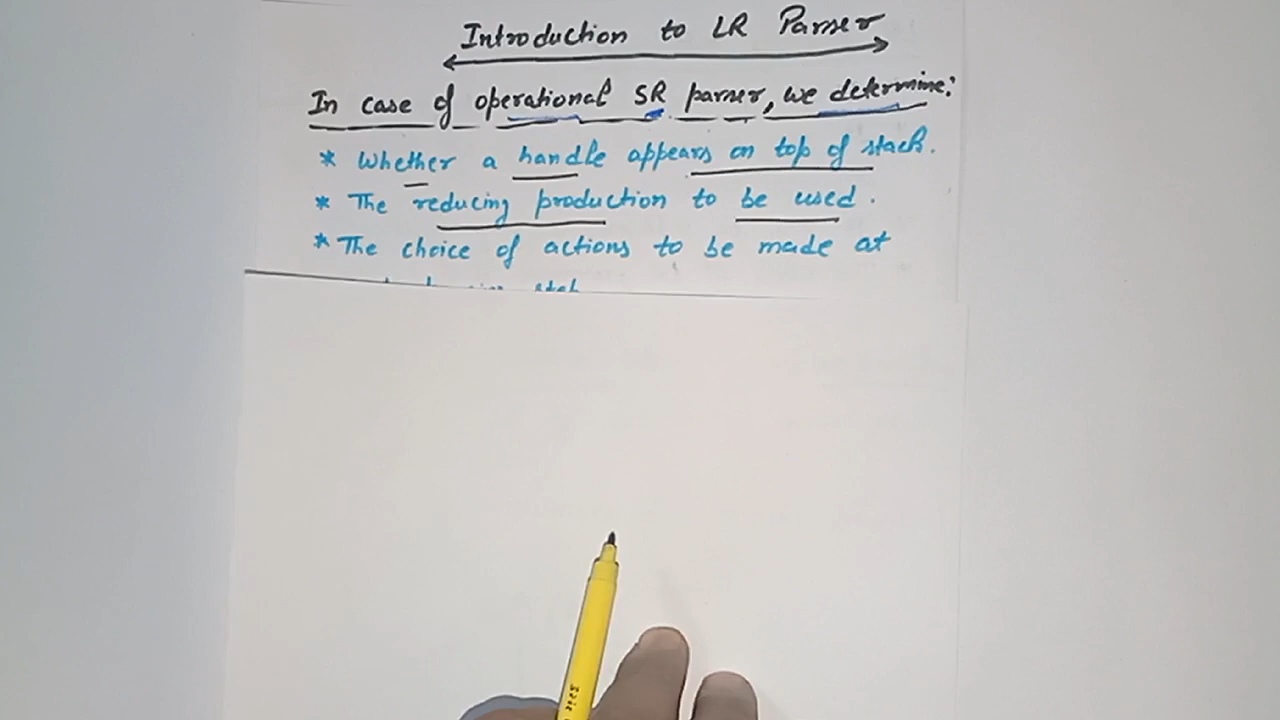 Introduction to LR Parser
In case of operational SR parser, we determine:
* Whether a handle appears on top of stack.
* The reducing production to be used.
* The choice of actions to be made at